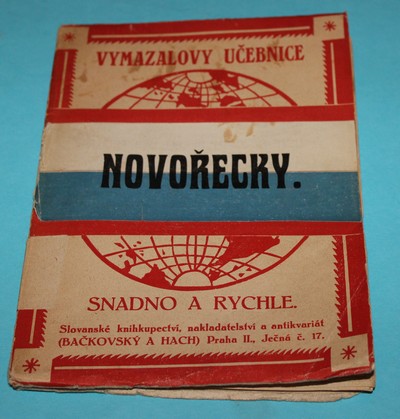 VYMAZALOVY UČEBNICE
NOVOŘECKY.
SNADNO A RYCHLE.
Slovanské knihkupectví, nakladatelství a antikvariát
(BAČKOVSKÝ A HACH) Praha II., Ječná č. 17.